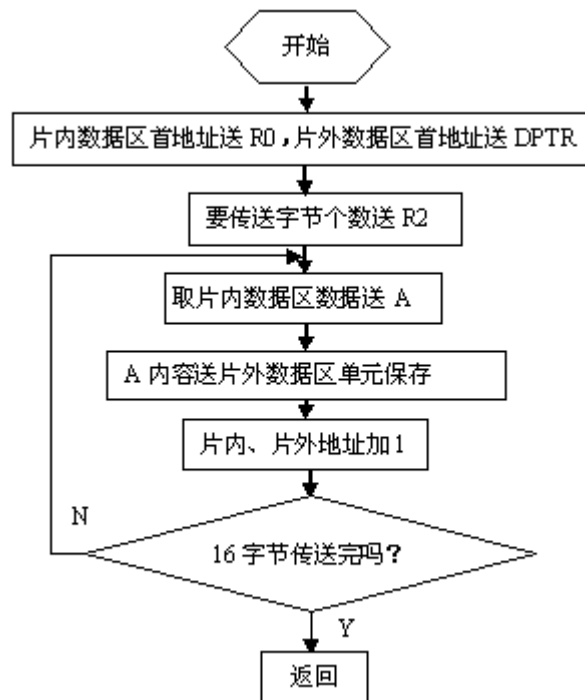 开始
片内数据区首地址送 R0，片外数据区首地址送 DPTR
要传送字节个数送 R2
取片内数据区数据送 A
A 内容送片外数据区单元保存
片内、片外地址加 1
N
16 字节传送完吗？
Y
返回